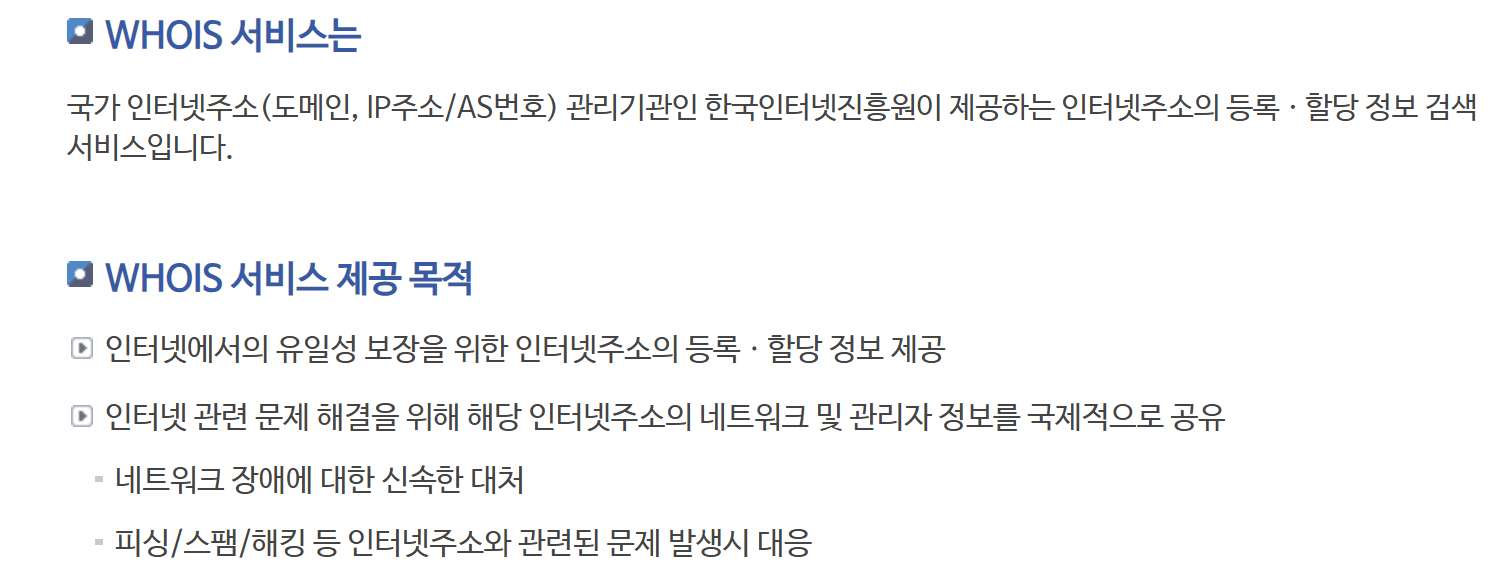 WHOIS 서비스는
국가 인터넷주소(도메인, IP주소/AS번호) 관리기관인 한국인터넷진흥원이 제공하는 인터넷주소의 등록 · 할당 정보 검색
서비스입니다.
WHOIS 서비스 제공 목적
인터넷에서의 유일성 보장을 위한 인터넷주소의 등록 · 할당 정보 제공
인터넷 관련 문제 해결을 위해 해당 인터넷주소의 네트워크 및 관리자 정보를 국제적으로 공유
네트워크 장애에 대한 신속한 대처
피싱/스팸/해킹 등 인터넷주소와 관련된 문제 발생시 대응